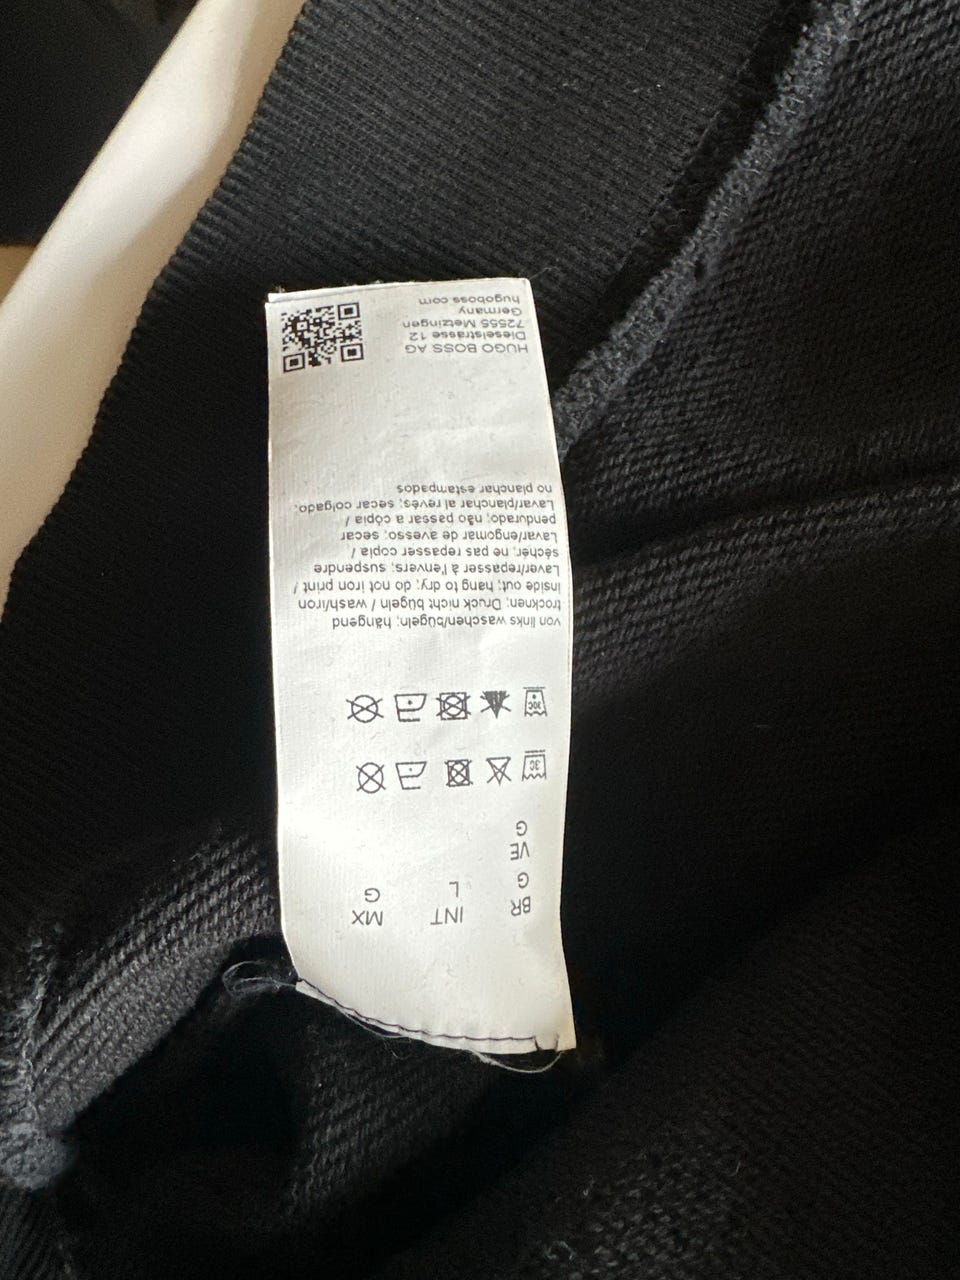 BR INT MX
G L G
VE
G
3C
30C
von links waschen/bügeln; hängend
trocknen; Druck nicht bügeln / wash/iron
inside out; hang to dry; do not iron print /
Laver/repasser à l'envers; suspendre
sécher; ne pas repasser copia /
Lavar/engomar de avesso; secar
pendurado; não passar a cópia /
Lavar/planchar al revés; secar colgado.
no planchar estampados
HUGO BOSS AG
Dieselstrasse 12
72555 Metzingen
Germany
hugoboss.com